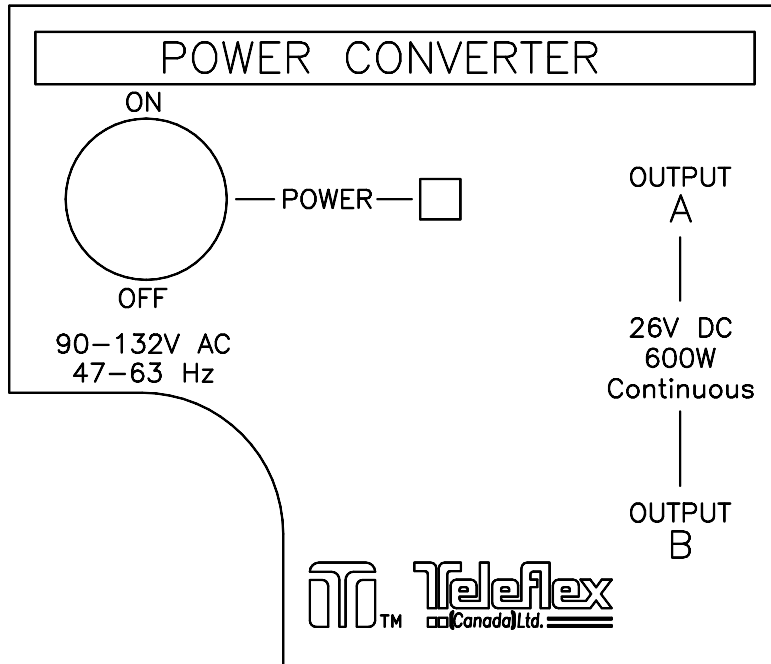 POWER CONVERTER
ON
POWER
OFF
90-132V AC
47-63 Hz
OUTPUT
A
26V DC
600W
Continuous
OUTPUT
B
TM
Teleflex
(Canada)Ltd.